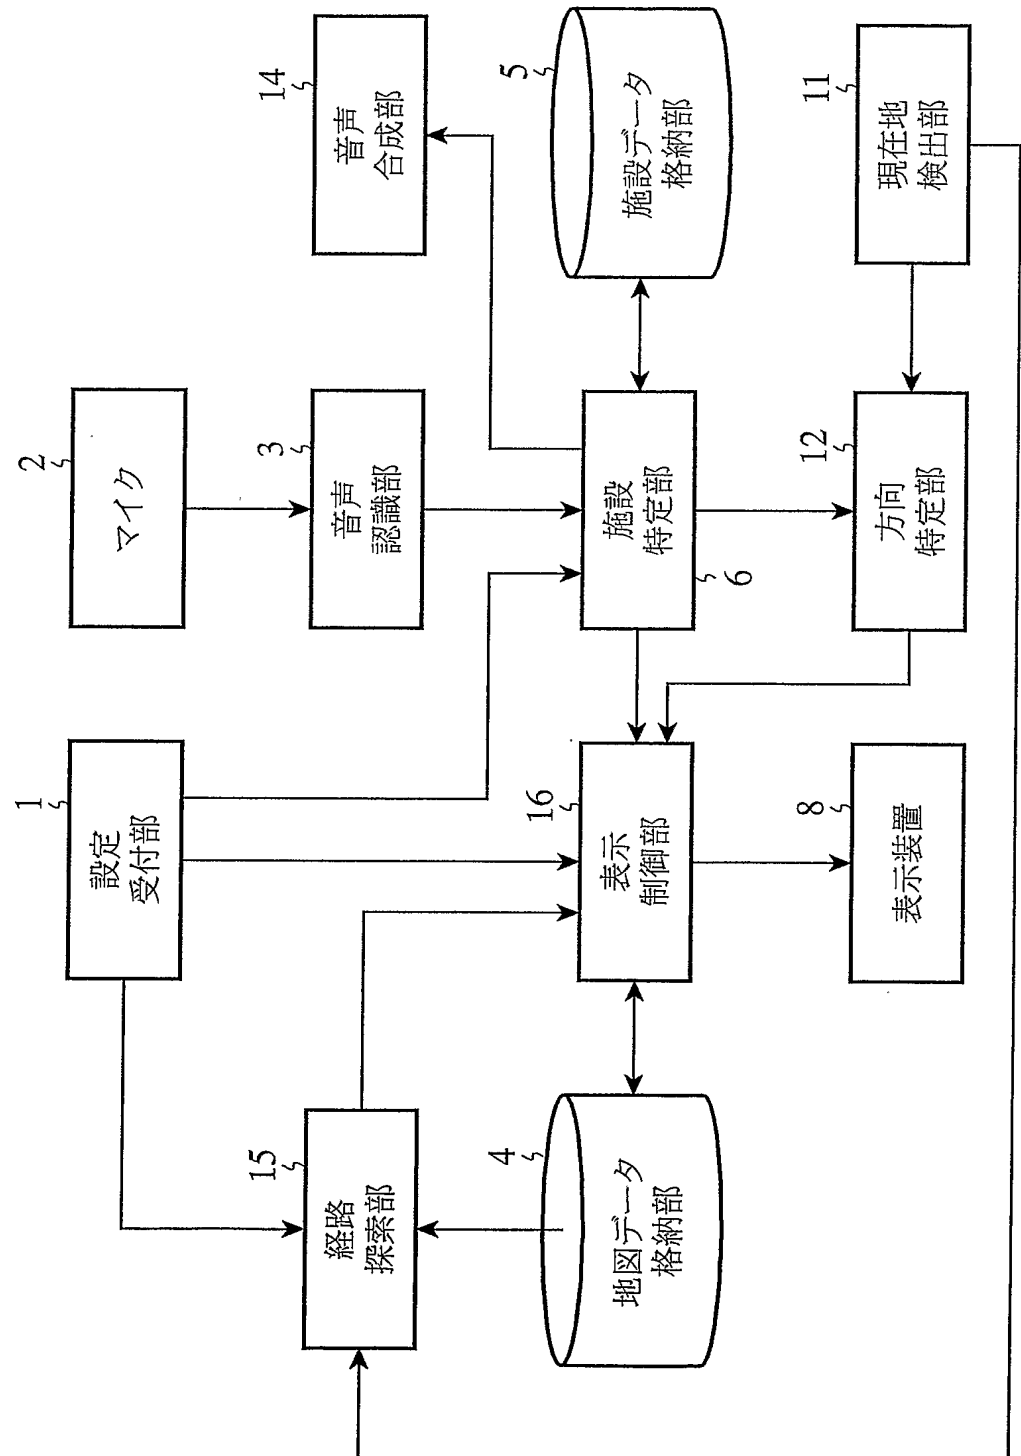 1
設定
受付部
2
マイク
14
音声
合成部
15
経路
探索部
3
音声
認識部
4
地図データ
格納部
16
表示
制御部
施設
特定部
6
5
施設データ
格納部
8
表示装置
12
方向
特定部
11
現在地
検出部